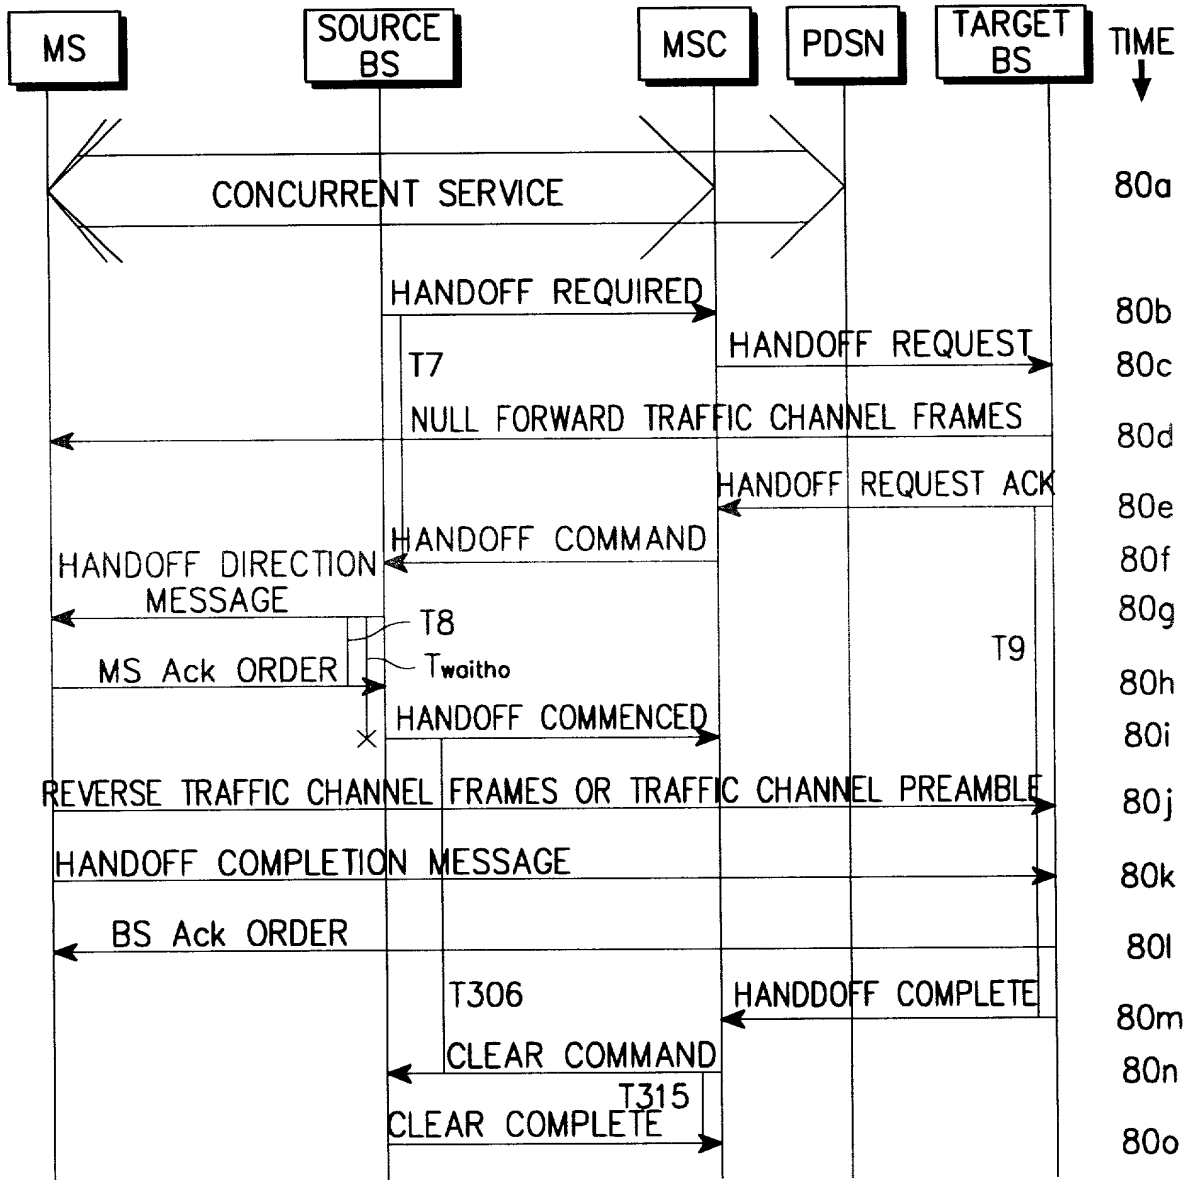 MS
SOURCE
BS
MSC
PDSN
TARGET
BS
TIME
CONCURRENT SERVICE
80a
HANDOFF REQUIRED
80b
HANDOFF REQUEST
80c
T7
NULL FORWARD TRAFFIC CHANNEL FRAMES
80d
HANDOFF REQUEST ACK
80e
HANDOFF COMMAND
80f
HANDOFF DIRECTION
MESSAGE
80g
T8
T9
MS Ack ORDER
Twaitho
80h
HANDOFF COMMENCED
80i
REVERSE TRAFFIC CHANNEL FRAMES OR TRAFFIC CHANNEL PREAMBLE
80j
HANDOFF COMPLETION MESSAGE
80k
BS Ack ORDER
80l
T306
HANDDOFF COMPLETE
80m
CLEAR COMMAND
80n
T315
CLEAR COMPLETE
80o